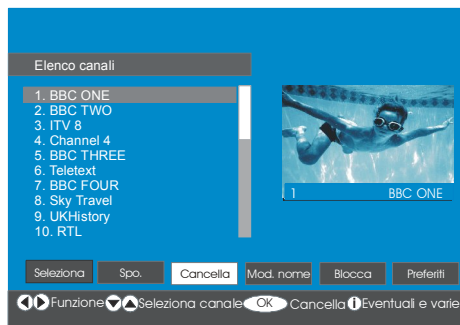 Elenco canali
1. BBC ONE
2. BBC TWO
3. ITV 8
4. Channel 4
5. BBC THREE
6. Teletext
7. BBC FOUR
8. Sky Travel
9. UKHistory
10. RTL
1 BBC ONE
Seleziona Spo. Cancella Mod. nome Blocca Preferiti
Funzione Seleziona canale OK Cancella i Eventuali e varie